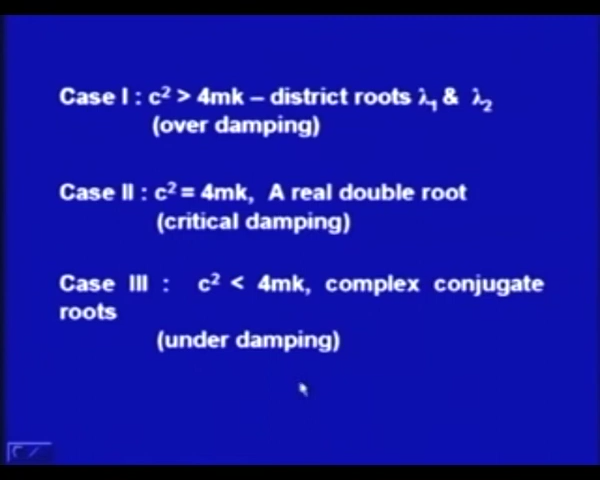 Case I : c² > 4mk – district roots λ₁ & λ₂
(over damping)
Case II : c² = 4mk, A real double root
(critical damping)
Case III : c² < 4mk, complex conjugate
roots
(under damping)